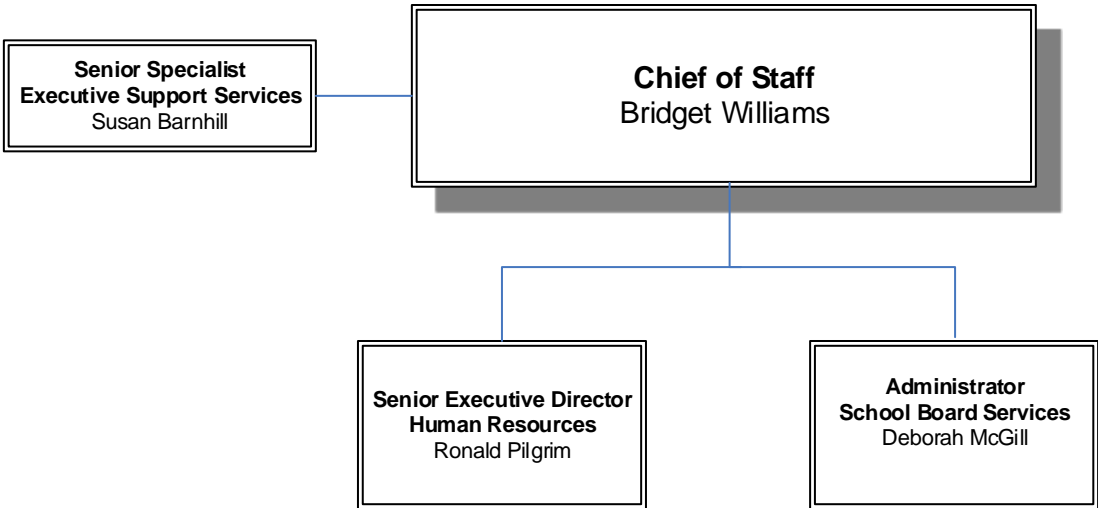 Senior Specialist
Executive Support Services
Susan Barnhill
Chief of Staff
Bridget Williams
Senior Executive Director
Human Resources
Ronald Pilgrim
Administrator
School Board Services
Deborah McGill